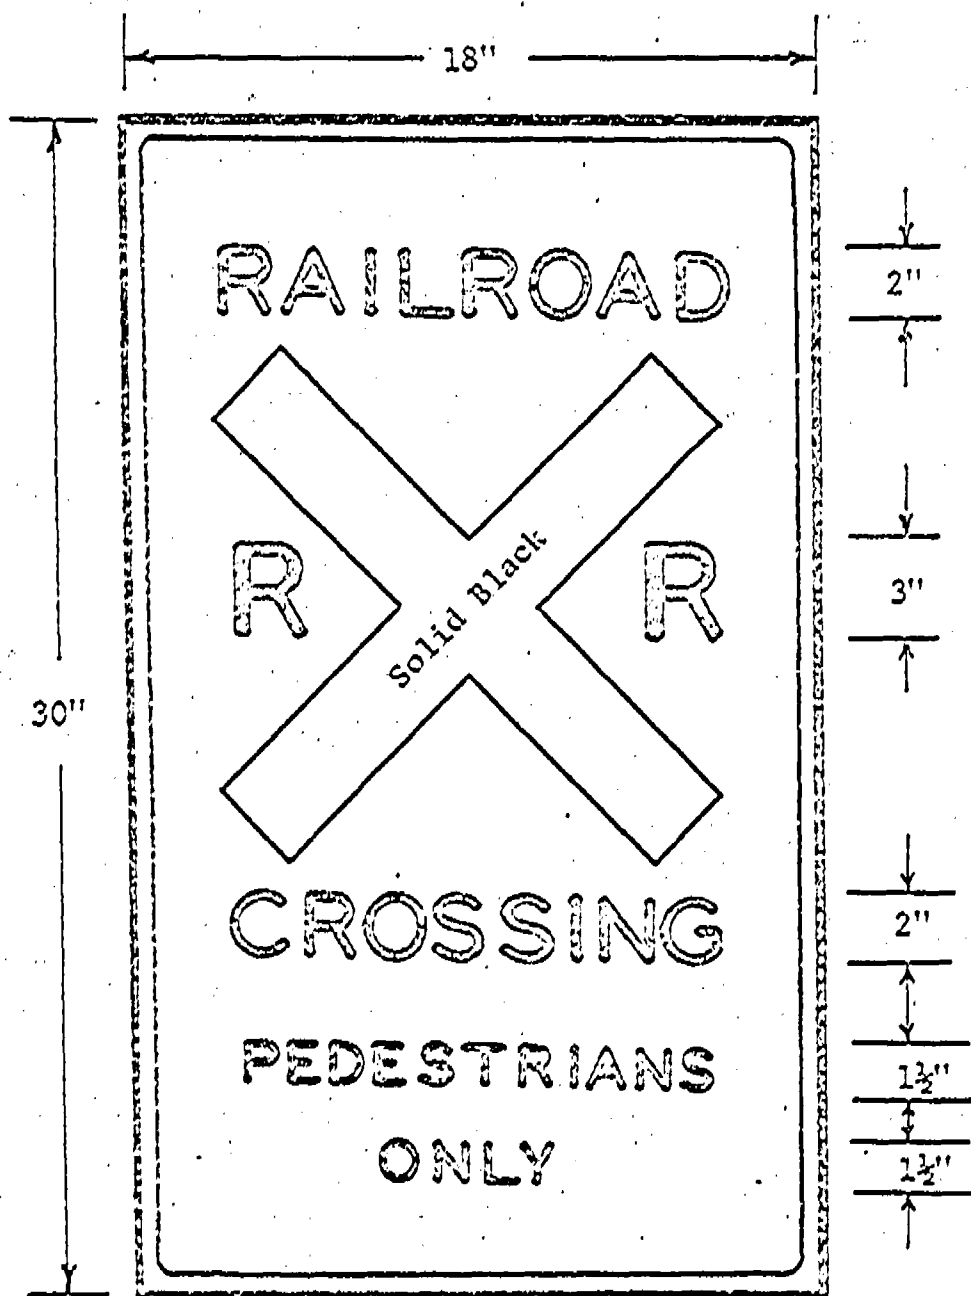 18"
RAILROAD
2"
Solid Black
R R
3"
30"
CROSSING
2"
PEDESTRIANS
1½"
ONLY
1½"